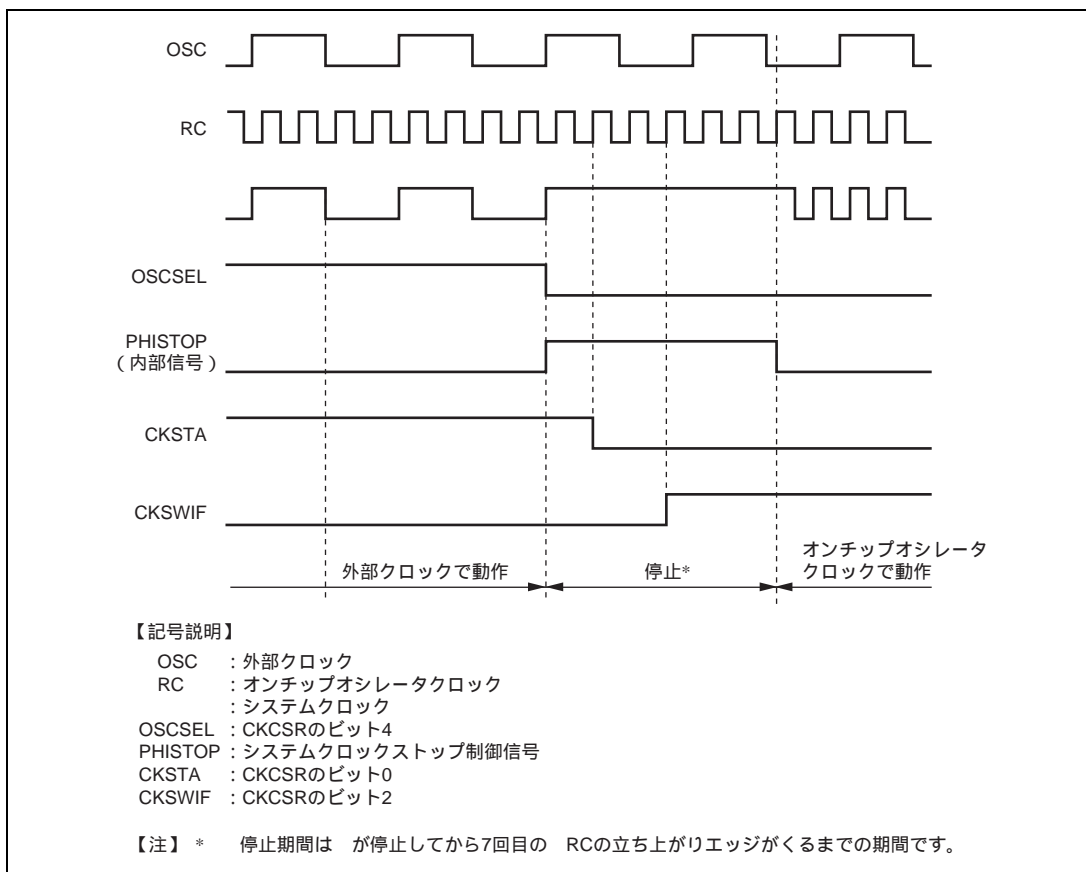 OSC
RC
OSCSEL
PHISTOP
（内部信号）
CKSTA
CKSWIF
外部クロックで動作
停止*
オンチップオシレータ
クロックで動作
【記号説明】
OSC ：外部クロック
RC ：オンチップオシレータクロック
：システムクロック
OSCSEL ：CKCSRのビット4
PHISTOP：システムクロックストップ制御信号
CKSTA ：CKCSRのビット0
CKSWIF ：CKCSRのビット2
【注】 * 停止期間は が停止してから7回目の RCの立ち上がりエッジがくるまでの期間です。